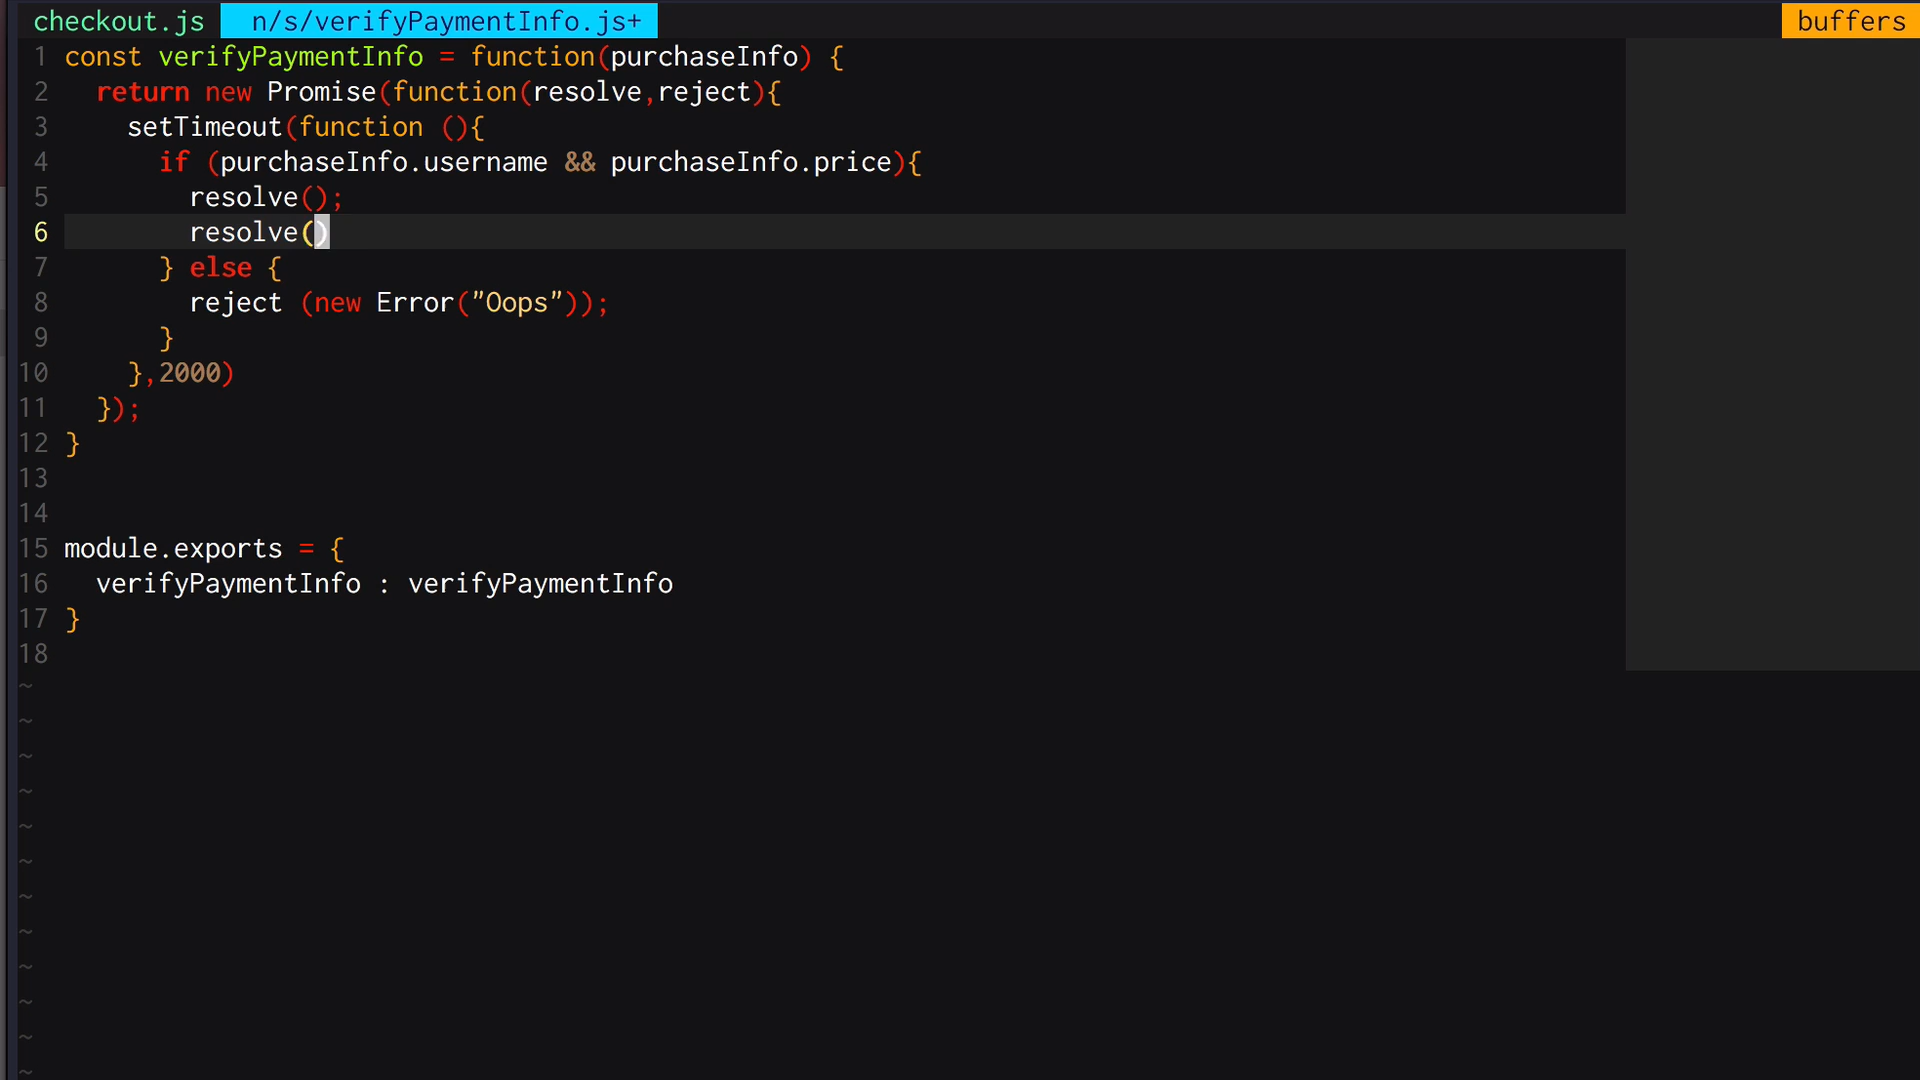 checkout.js n/s/verifyPaymentInfo.js+ buffers
1 const verifyPaymentInfo = function(purchaseInfo) {
2   return new Promise(function(resolve,reject){
3     setTimeout(function (){
4       if (purchaseInfo.username && purchaseInfo.price){
5         resolve();
6         resolve()
7       } else {
8         reject (new Error("Oops"));
9       }
10     },2000)
11   });
12 }
13
14
15 module.exports = {
16   verifyPaymentInfo : verifyPaymentInfo
17 }
18
~
~
~
~
~
~
~
~
~
~
~
~